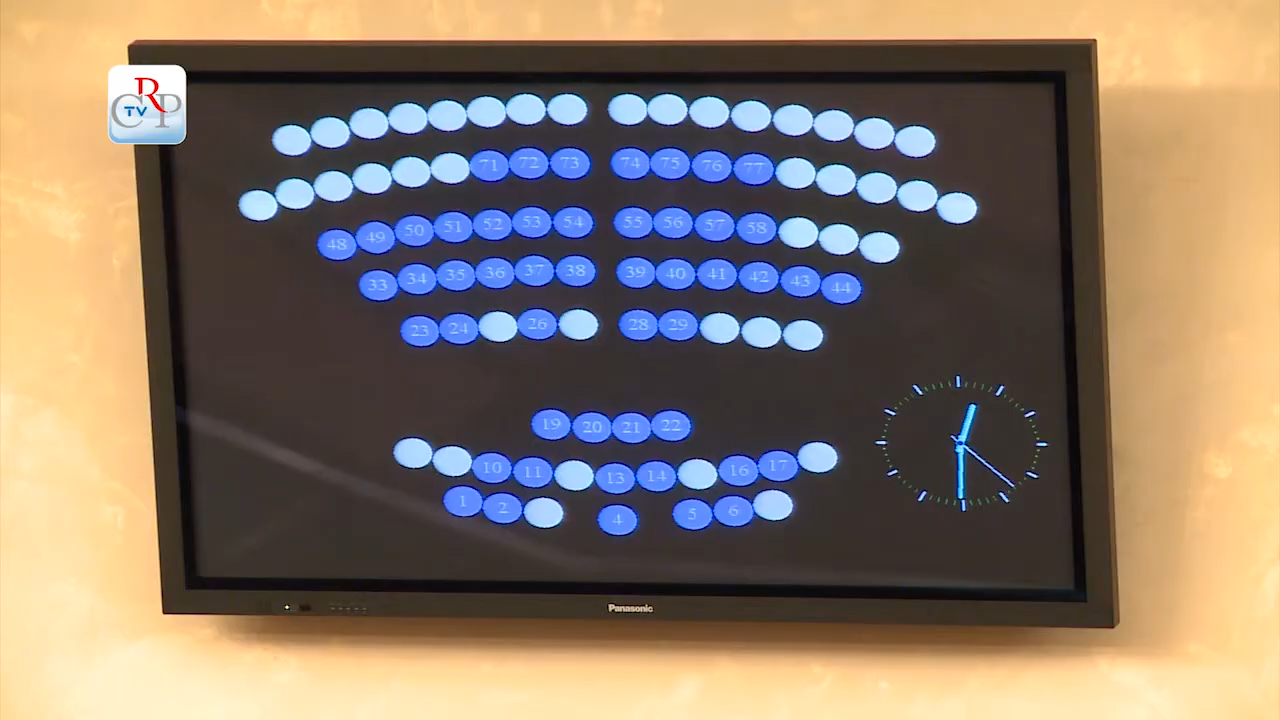 CRP
TV
71 72 73 74 75 76 77
48 49 50 51 52 53 54 55 56 57 58
33 34 35 36 37 38 39 40 41 42 43 44
23 24 26 28 29
19 20 21 22
10 11 13 14 16 17
1 2 4 5 6
Panasonic